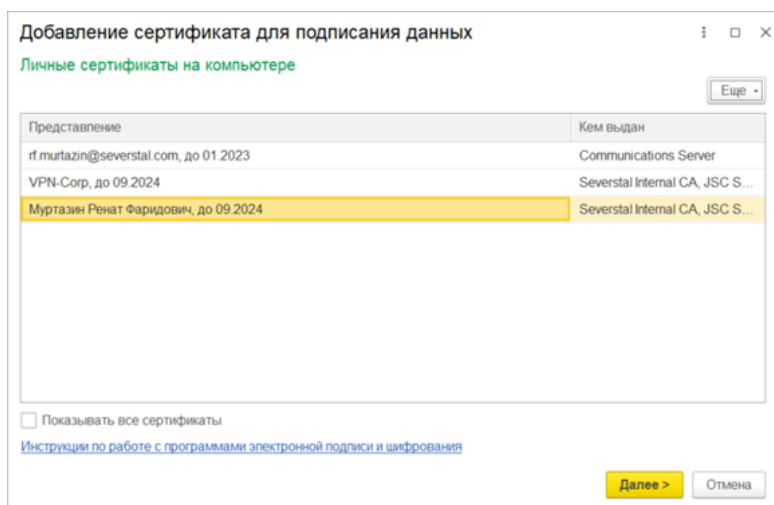 Добавление сертификата для подписания данных
Личные сертификаты на компьютере
Еще
Представление Кем выдан
rf.murtazin@severstal.com, до 01.2023 Communications Server
VPN-Corp, до 09.2024 Severstal Internal CA, JSC S...
Муртазин Ренат Фаридович, до 09.2024 Severstal Internal CA, JSC S...
Показывать все сертификаты
Инструкции по работе с программами электронной подписи и шифрования
Далее > Отмена